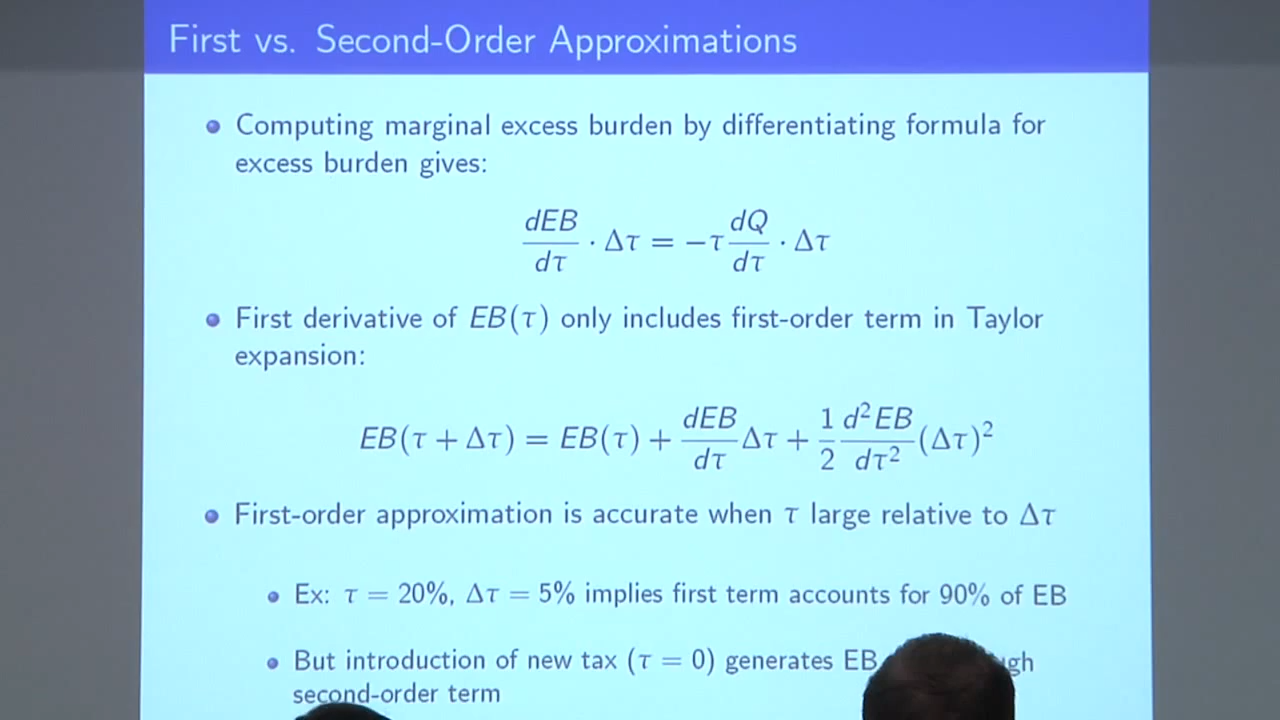 First vs. Second-Order Approximations
Computing marginal excess burden by differentiating formula for
excess burden gives:
dEB/dτ · Δτ = −τ dQ/dτ · Δτ
First derivative of EB(τ) only includes first-order term in Taylor
expansion:
EB(τ + Δτ) = EB(τ) + dEB/dτ Δτ + 1/2 d²EB/dτ² (Δτ)²
First-order approximation is accurate when τ large relative to Δτ
Ex: τ = 20%, Δτ = 5% implies first term accounts for 90% of EB
But introduction of new tax (τ = 0) generates EB
second-order term